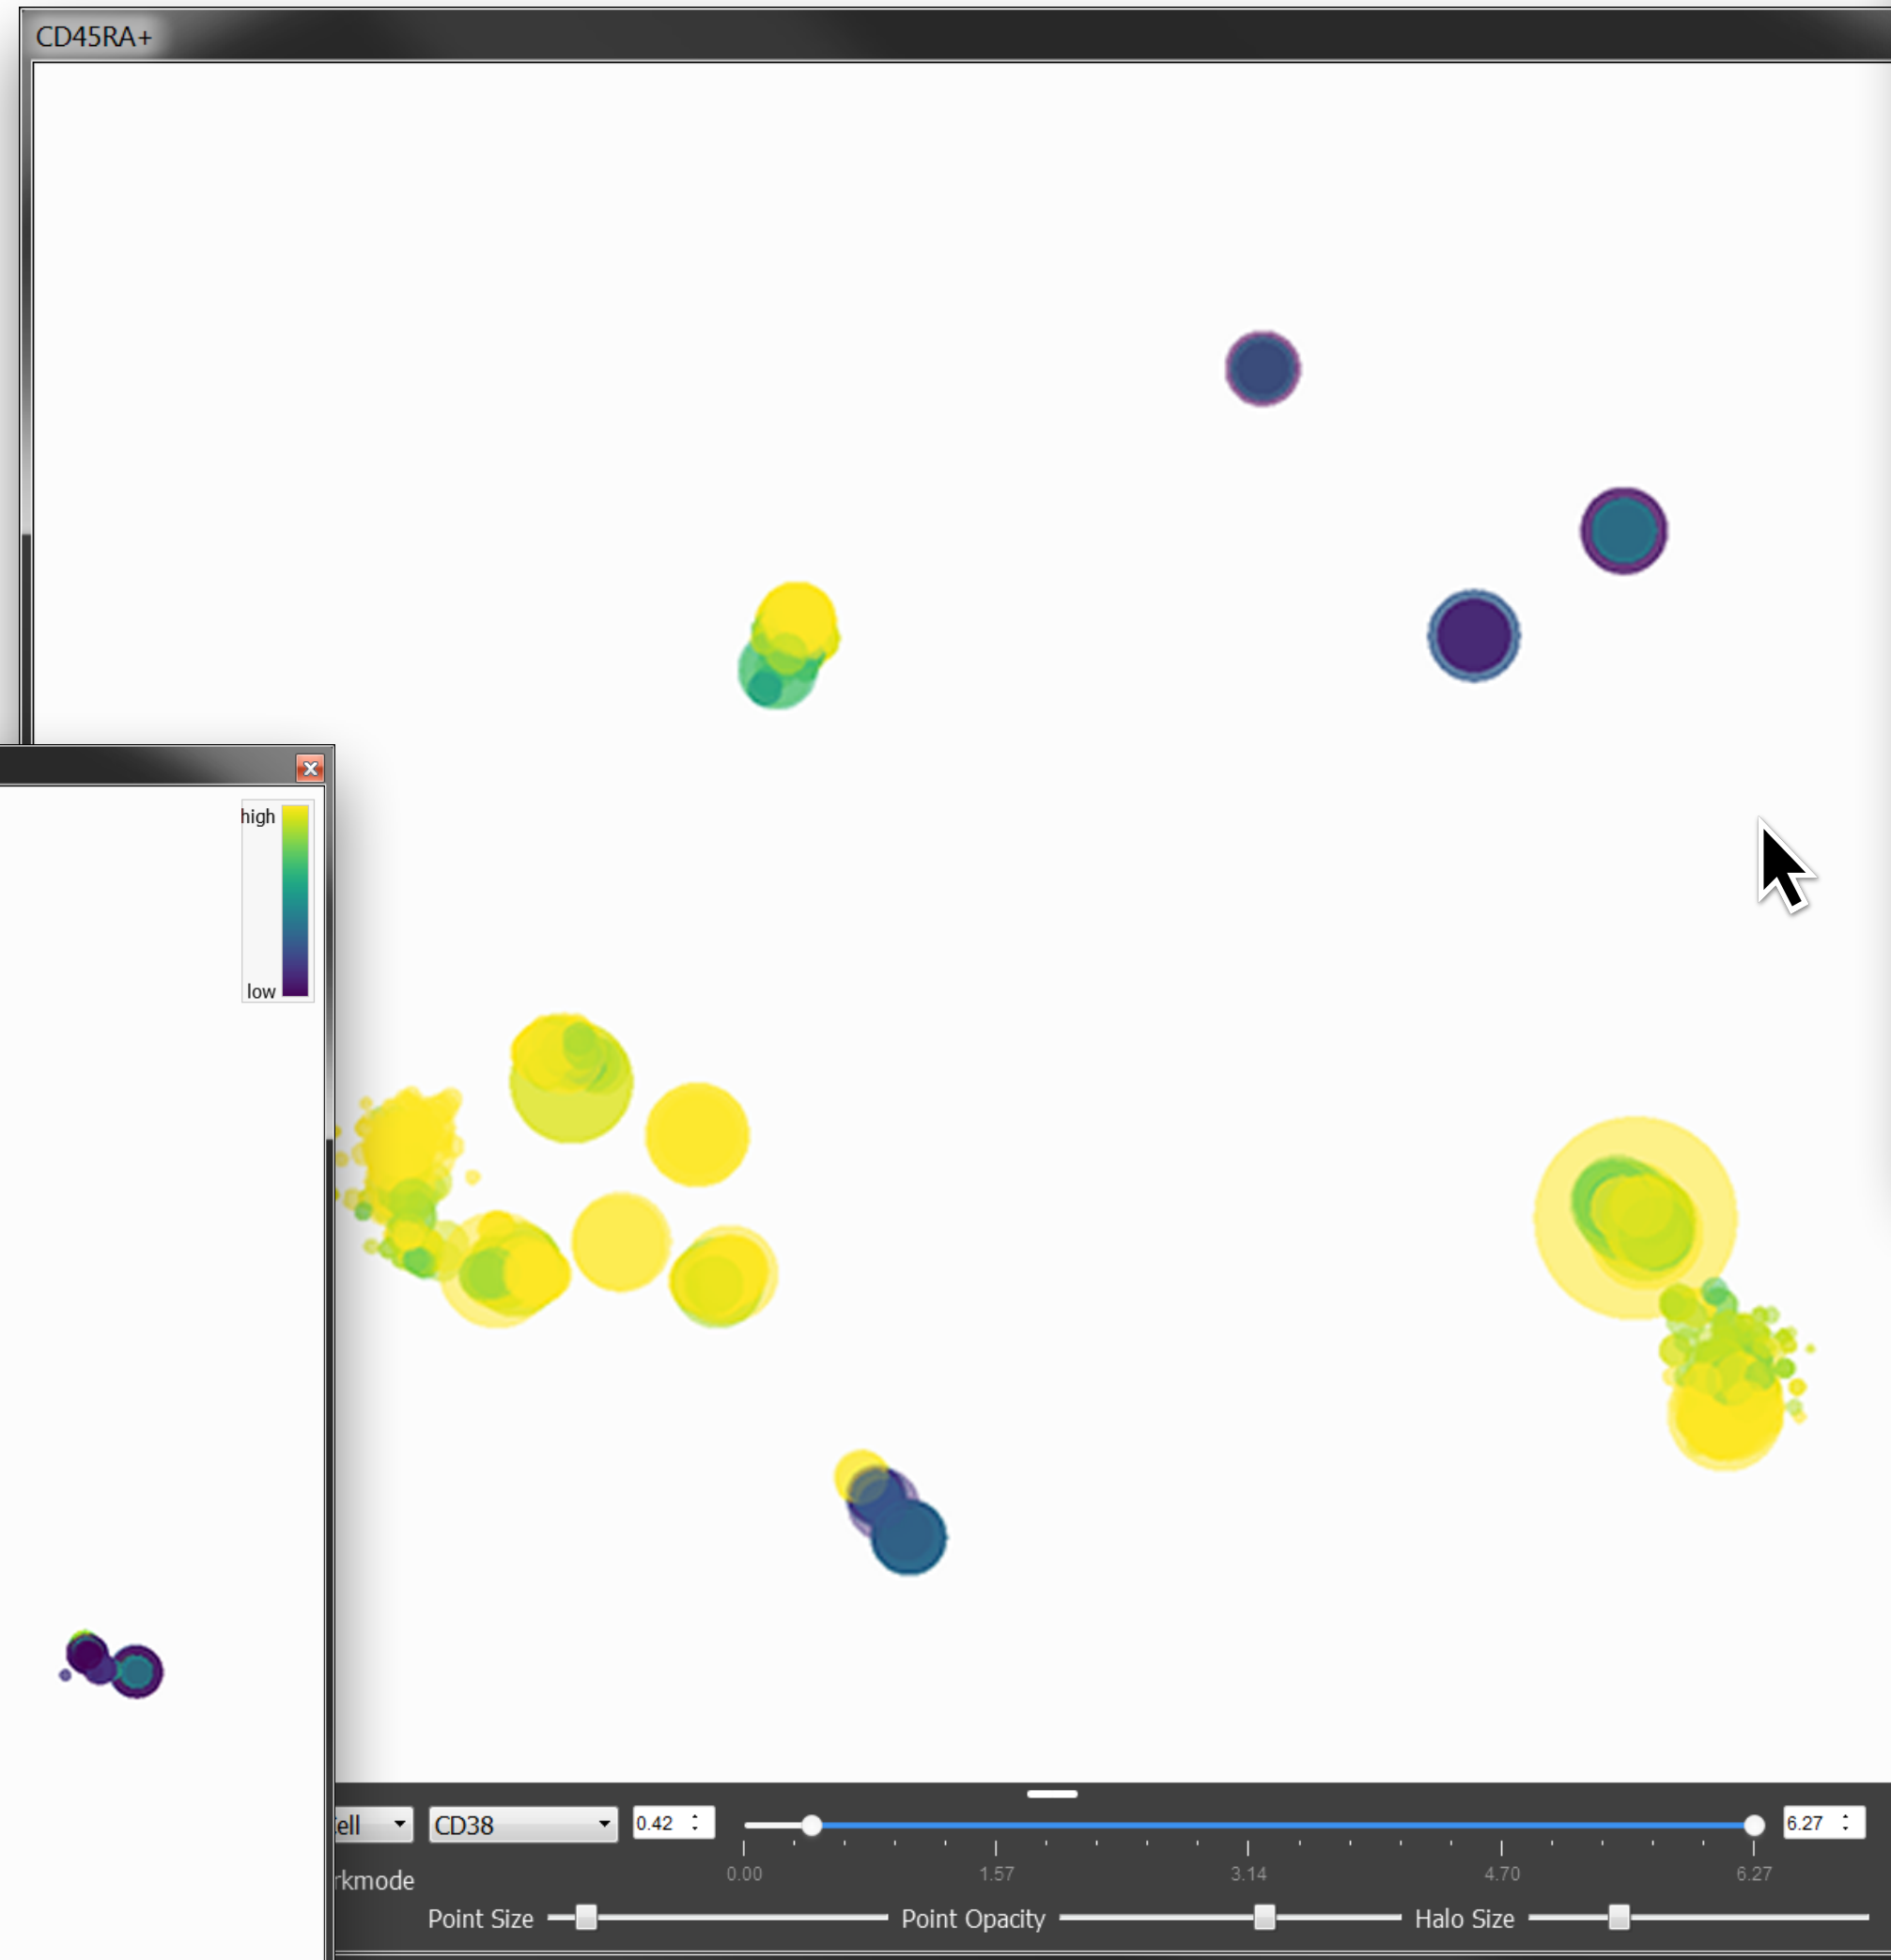 CD45RA+
high
low
ell CD38 0.42 6.27
0.00 1.57 3.14 4.70 6.27
rkmode
Point Size Point Opacity Halo Size